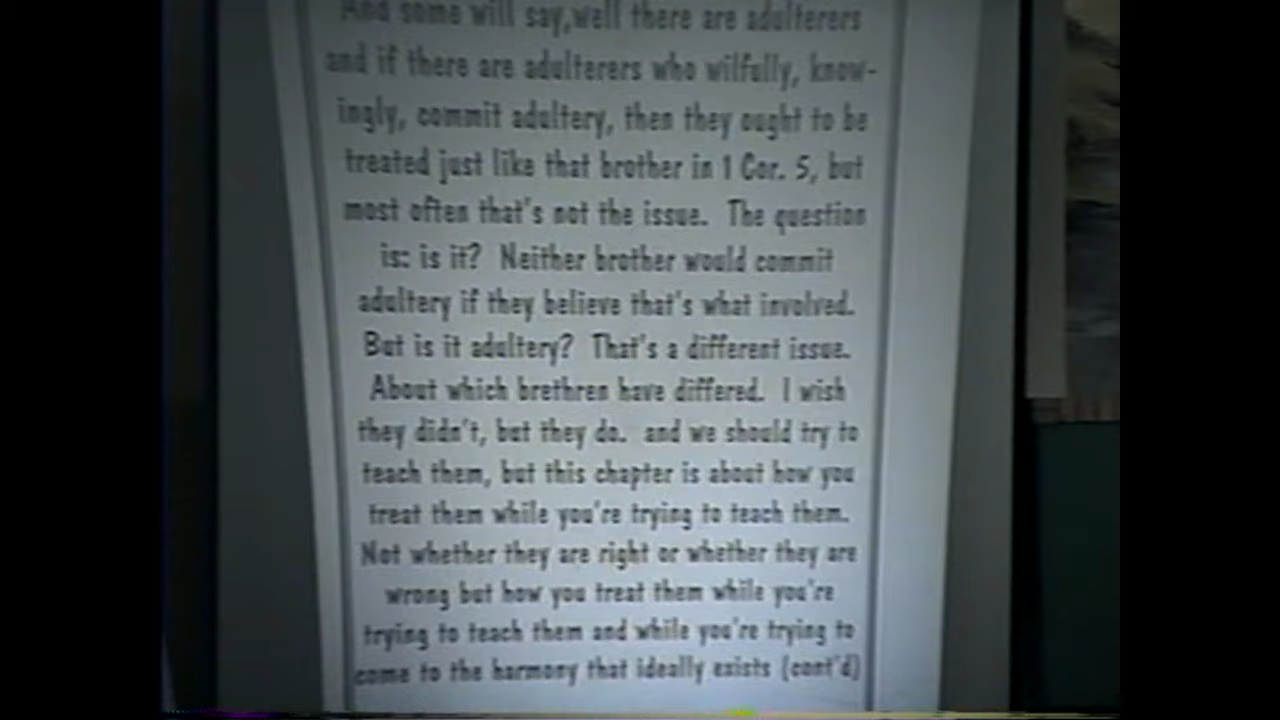 And some will say,well there are adulterers
and if there are adulterers who wilfully, know-
ingly, commit adultery, then they ought to be
treated just like that brother in 1 Cor. 5, but
most often that's not the issue. The question
is: is it? Neither brother would commit
adultery if they believe that's what involved.
But is it adultery? That's a different issue.
About which brethren have differed. I wish
they didn't, but they do. and we should try to
teach them, but this chapter is about how you
treat them while you're trying to teach them.
Not whether they are right or whether they are
wrong but how you treat them while you're
trying to teach them and while you're trying to
come to the harmony that ideally exists (cont'd)